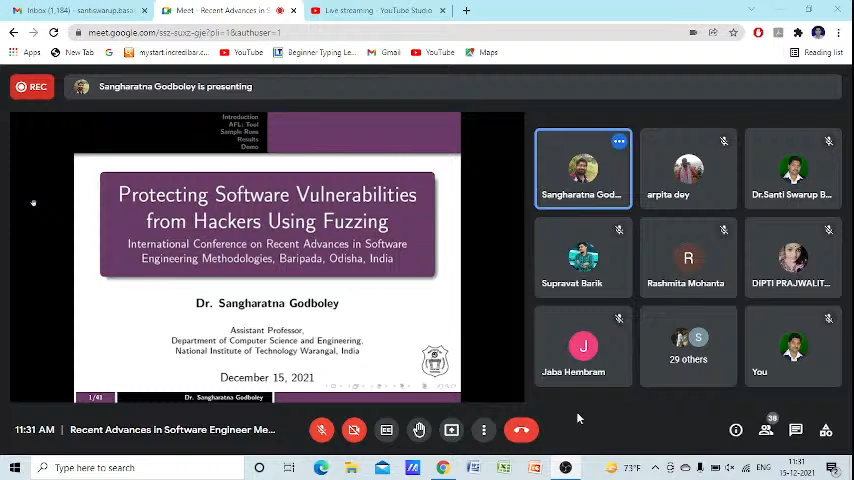 Inbox (1,184) - santiswarup.basa
Meet - Recent Advances in S
Live streaming - YouTube Studio
meet.google.com/ssz-suxz-gje?pli=1&authuser=1
Apps
New Tab
mystart.incredibar.c...
YouTube
Beginner Typing Le...
Gmail
YouTube
Maps
Reading list
REC
Sangharatna Godboley is presenting
Introduction
AFL: Tool
Sample Runs
Results
Demo
Protecting Software Vulnerabilities
from Hackers Using Fuzzing
International Conference on Recent Advances in Software
Engineering Methodologies, Baripada, Odisha, India
Dr. Sangharatna Godboley
Assistant Professor,
Department of Computer Science and Engineering,
National Institute of Technology Warangal, India
December 15, 2021
1/41
Dr. Sangharatna Godboley
Sangharatna God...
arpita dey
Dr.Santi Swarup B...
Supravat Barik
R
Rashmita Mohanta
DIPTI PRAJWALIT...
J
Jaba Hembram
S
29 others
You
11:31 AM | Recent Advances in Software Engineer Me...
38
Type here to search
73°F
ENG
11:31
15-12-2021